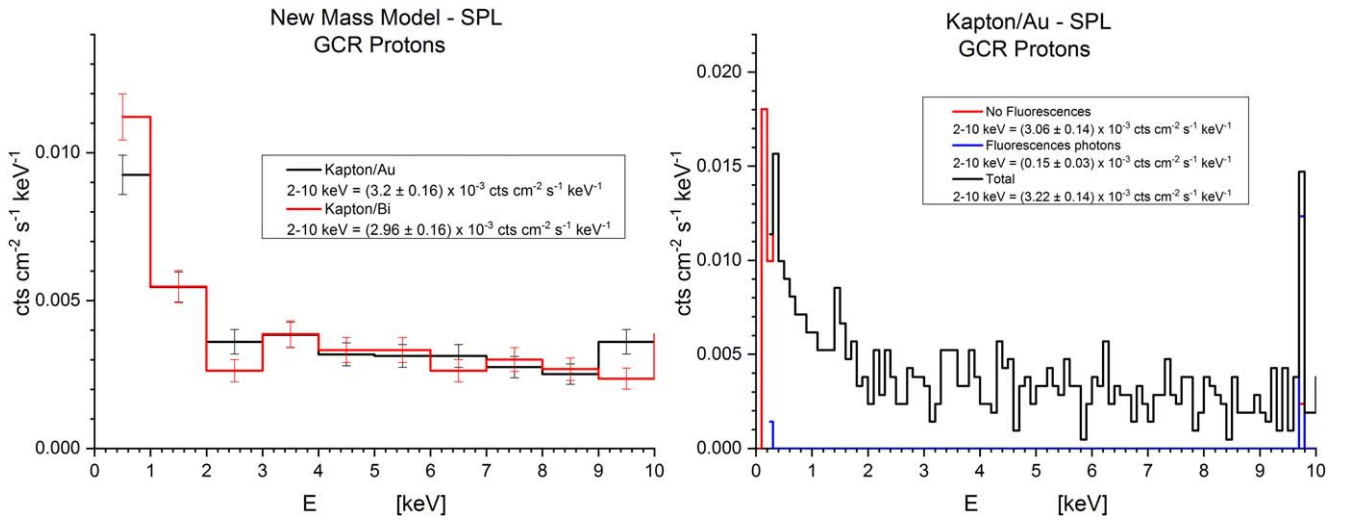 New Mass Model - SPL
GCR Protons
cts cm⁻² s⁻¹ keV⁻¹
0.010
0.005
0.000
Kapton/Au
2-10 keV = (3.2 ± 0.16) x 10⁻³ cts cm⁻² s⁻¹ keV⁻¹
Kapton/Bi
2-10 keV = (2.96 ± 0.16) x 10⁻³ cts cm⁻² s⁻¹ keV⁻¹
0 1 2 3 4 5 6 7 8 9 10
E [keV]
Kapton/Au - SPL
GCR Protons
cts cm⁻² s⁻¹ keV⁻¹
0.020
0.015
0.010
0.005
0.000
No Fluorescences
2-10 keV = (3.06 ± 0.14) x 10⁻³ cts cm⁻² s⁻¹ keV⁻¹
Fluorescences photons
2-10 keV = (0.15 ± 0.03) x 10⁻³ cts cm⁻² s⁻¹ keV⁻¹
Total
2-10 keV = (3.22 ± 0.14) x 10⁻³ cts cm⁻² s⁻¹ keV⁻¹
0 1 2 3 4 5 6 7 8 9 10
E [keV]